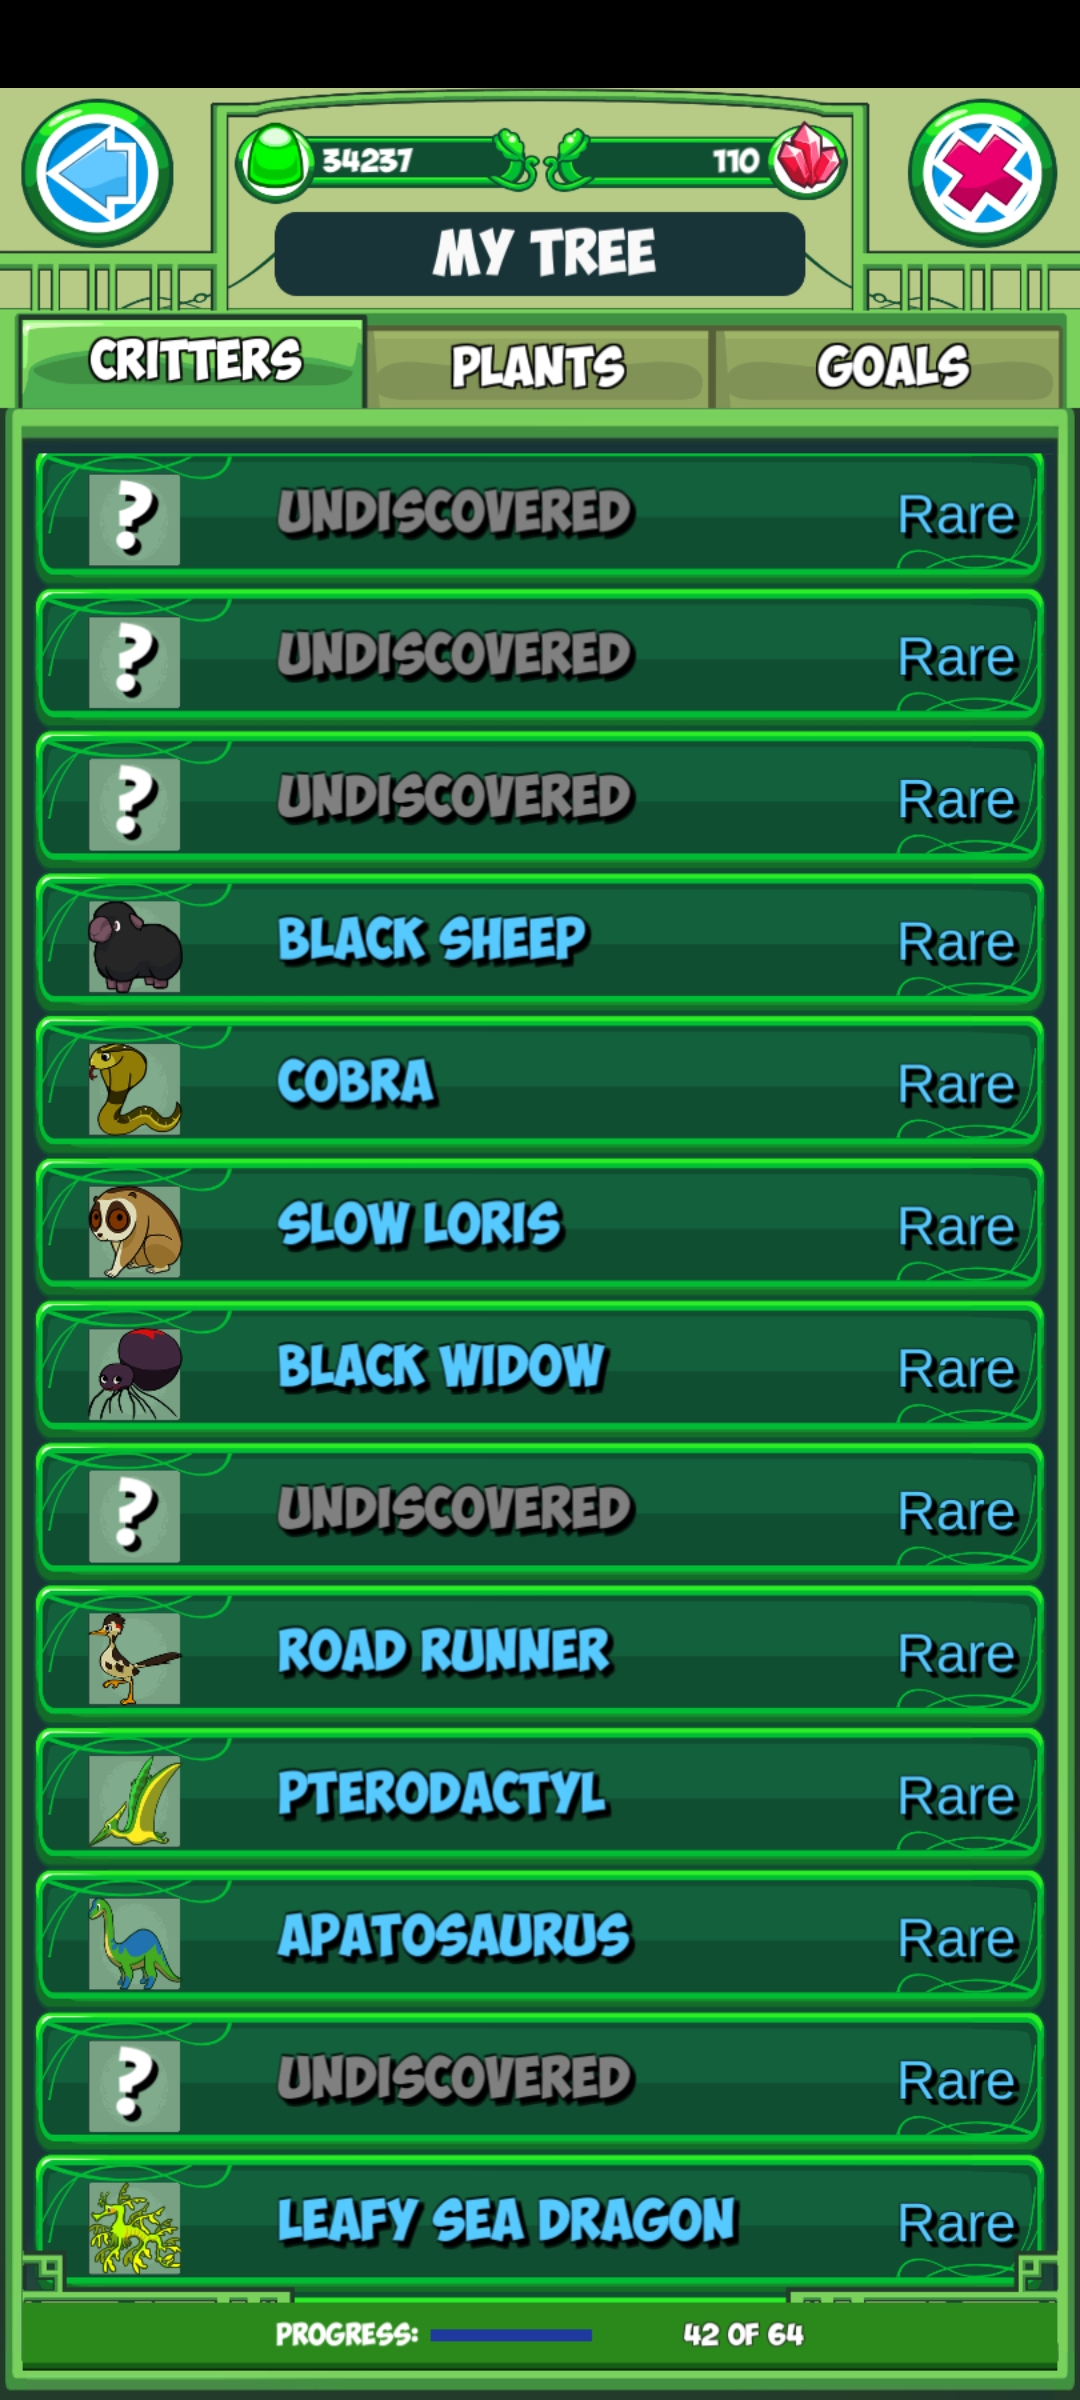 34237
110
MY TREE
CRITTERS PLANTS GOALS
? UNDISCOVERED Rare
? UNDISCOVERED Rare
? UNDISCOVERED Rare
BLACK SHEEP Rare
COBRA Rare
SLOW LORIS Rare
BLACK WIDOW Rare
? UNDISCOVERED Rare
ROAD RUNNER Rare
PTERODACTYL Rare
APATOSAURUS Rare
? UNDISCOVERED Rare
LEAFY SEA DRAGON Rare
PROGRESS: 42 OF 64